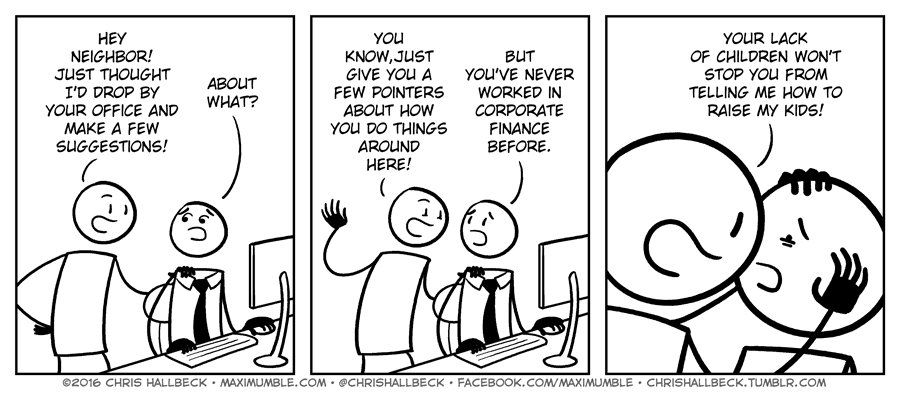 HEY
NEIGHBOR!
JUST THOUGHT
I'D DROP BY
YOUR OFFICE AND
MAKE A FEW
SUGGESTIONS!
ABOUT
WHAT?
YOU
KNOW,JUST
GIVE YOU A
FEW POINTERS
ABOUT HOW
YOU DO THINGS
AROUND
HERE!
BUT
YOU'VE NEVER
WORKED IN
CORPORATE
FINANCE
BEFORE.
YOUR LACK
OF CHILDREN WON'T
STOP YOU FROM
TELLING ME HOW TO
RAISE MY KIDS!
©2016 CHRIS HALLBECK • MAXIMUMBLE.COM • @CHRISHALLBECK • FACEBOOK.COM/MAXIMUMBLE • CHRISHALLBECK.TUMBLR.COM